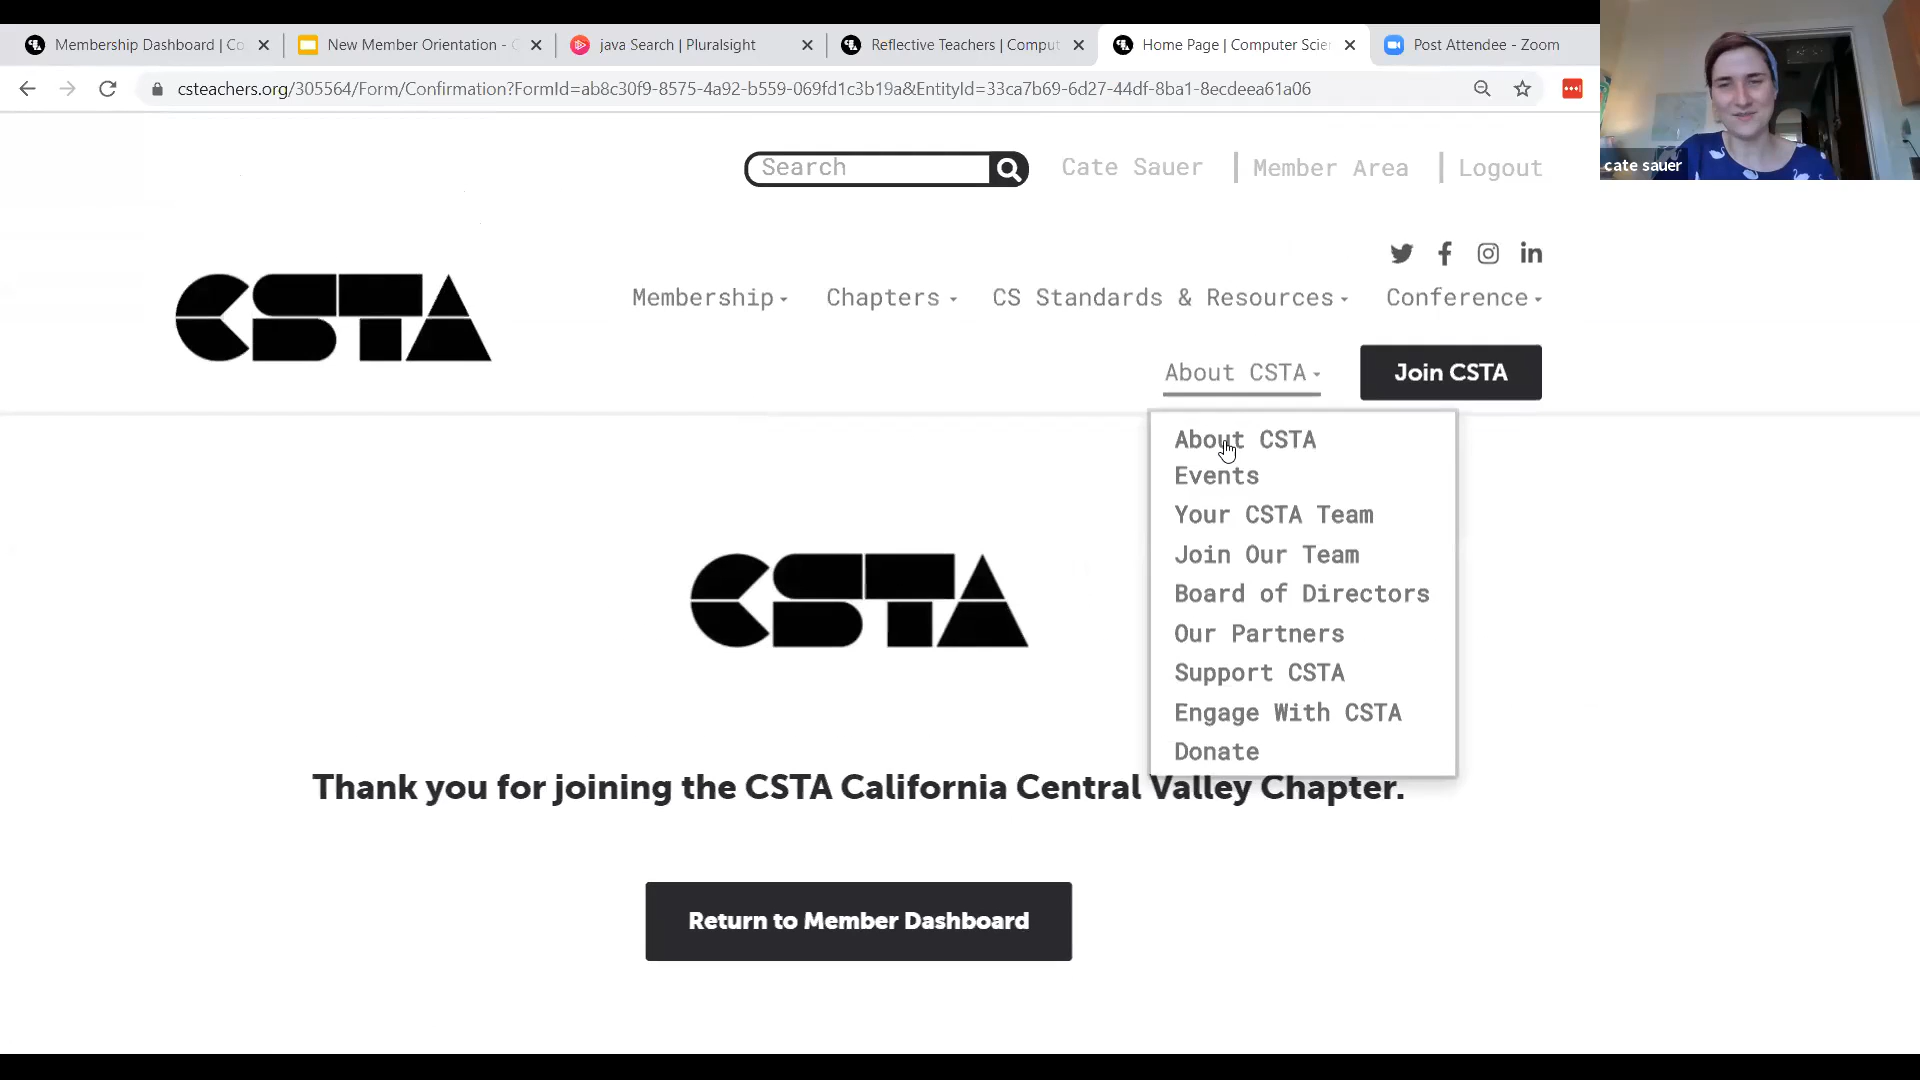 Membership Dashboard | Co
New Member Orientation -
java Search | Pluralsight
Reflective Teachers | Comput
Home Page | Computer Scie
Post Attendee - Zoom
csteachers.org/305564/Form/Confirmation?FormId=ab8c30f9-8575-4a92-b559-069fd1c3b19a&EntityId=33ca7b69-6d27-44df-8ba1-8ecdeea61a06
cate sauer
Search
Cate Sauer
Member Area
Logout
CSTA
Membership
Chapters
CS Standards & Resources
Conference
About CSTA
Join CSTA
About CSTA
Events
Your CSTA Team
Join Our Team
Board of Directors
Our Partners
Support CSTA
Engage With CSTA
Donate
CSTA
Thank you for joining the CSTA California Central Valley Chapter.
Return to Member Dashboard